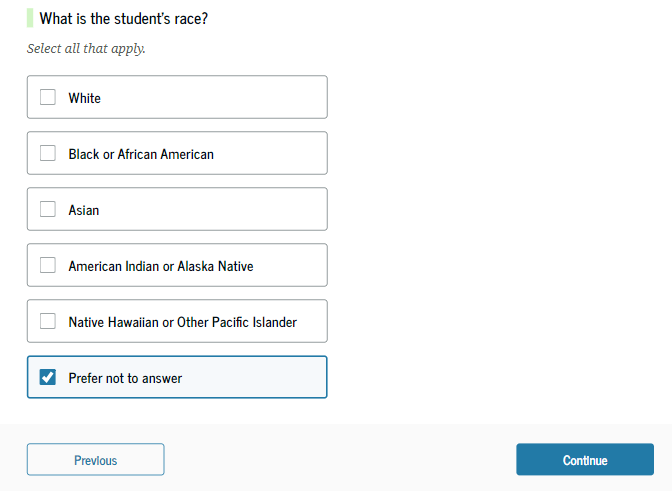 What is the student's race?
Select all that apply.
White
Black or African American
Asian
American Indian or Alaska Native
Native Hawaiian or Other Pacific Islander
Prefer not to answer
Previous
Continue